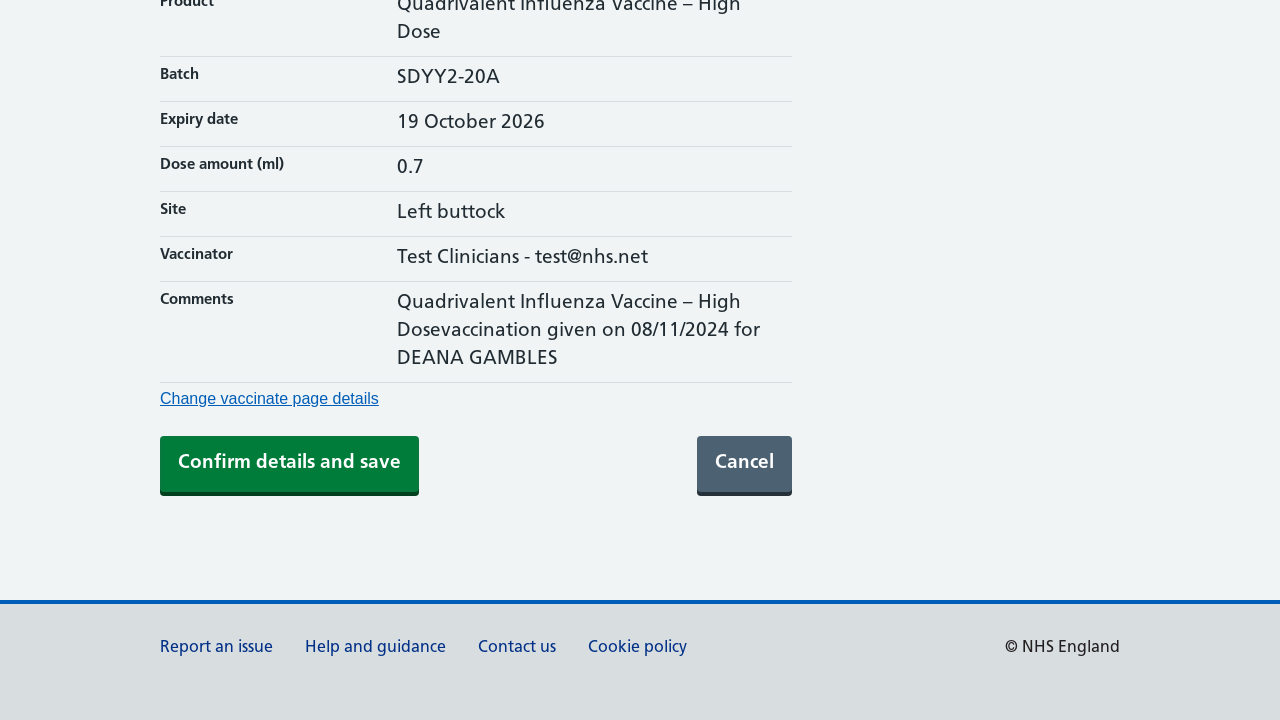 Product
Quadrivalent Influenza Vaccine – High
Dose
Batch
SDYY2-20A
Expiry date
19 October 2026
Dose amount (ml)
0.7
Site
Left buttock
Vaccinator
Test Clinicians - test@nhs.net
Comments
Quadrivalent Influenza Vaccine – High
Dosevaccination given on 08/11/2024 for
DEANA GAMBLES
Change vaccinate page details
Confirm details and save
Cancel
Report an issue
Help and guidance
Contact us
Cookie policy
© NHS England